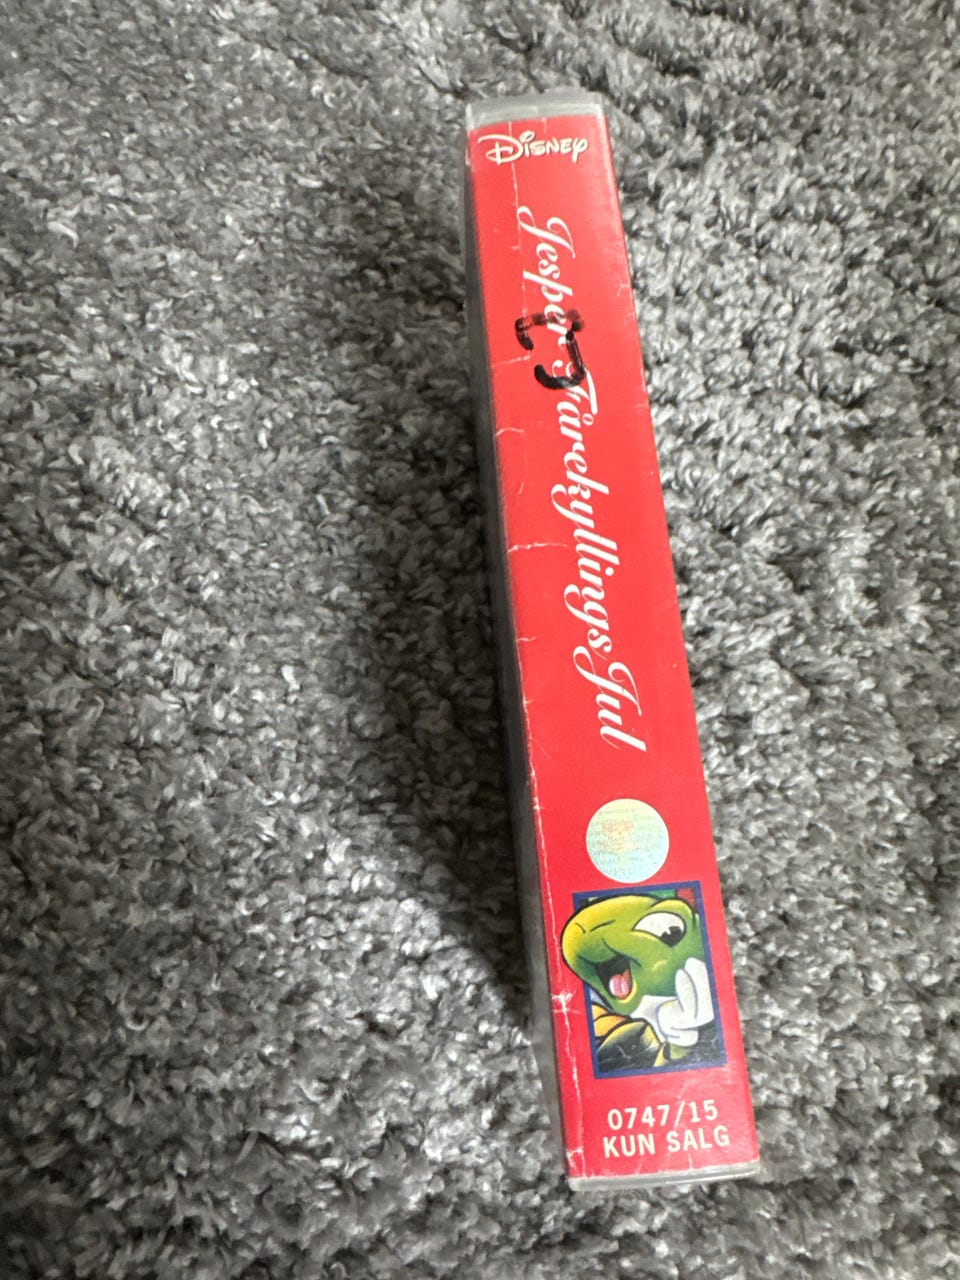 Disney
Jesper Fårekyllings Jul
0747/15
KUN SALG